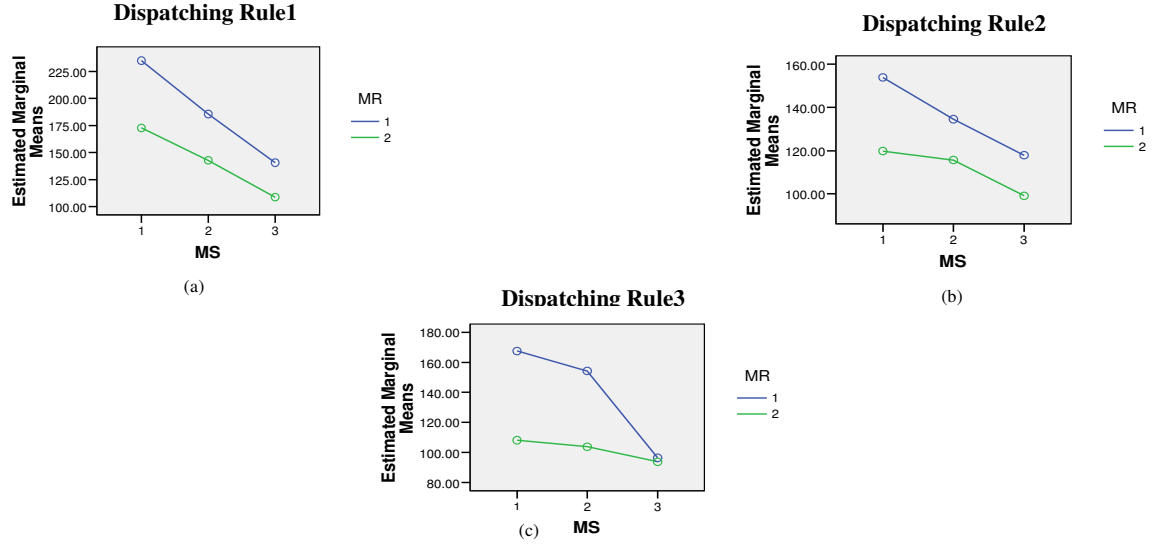 Dispatching Rule1
Estimated Marginal
Means
225.00
200.00
175.00
150.00
125.00
100.00
1
2
3
MS
MR
1
2
(a)
Dispatching Rule2
Estimated Marginal
Means
160.00
140.00
120.00
100.00
1
2
3
MS
MR
1
2
(b)
Dispatching Rule3
Estimated Marginal
Means
180.00
160.00
140.00
120.00
100.00
80.00
1
2
3
MS
MR
1
2
(c)